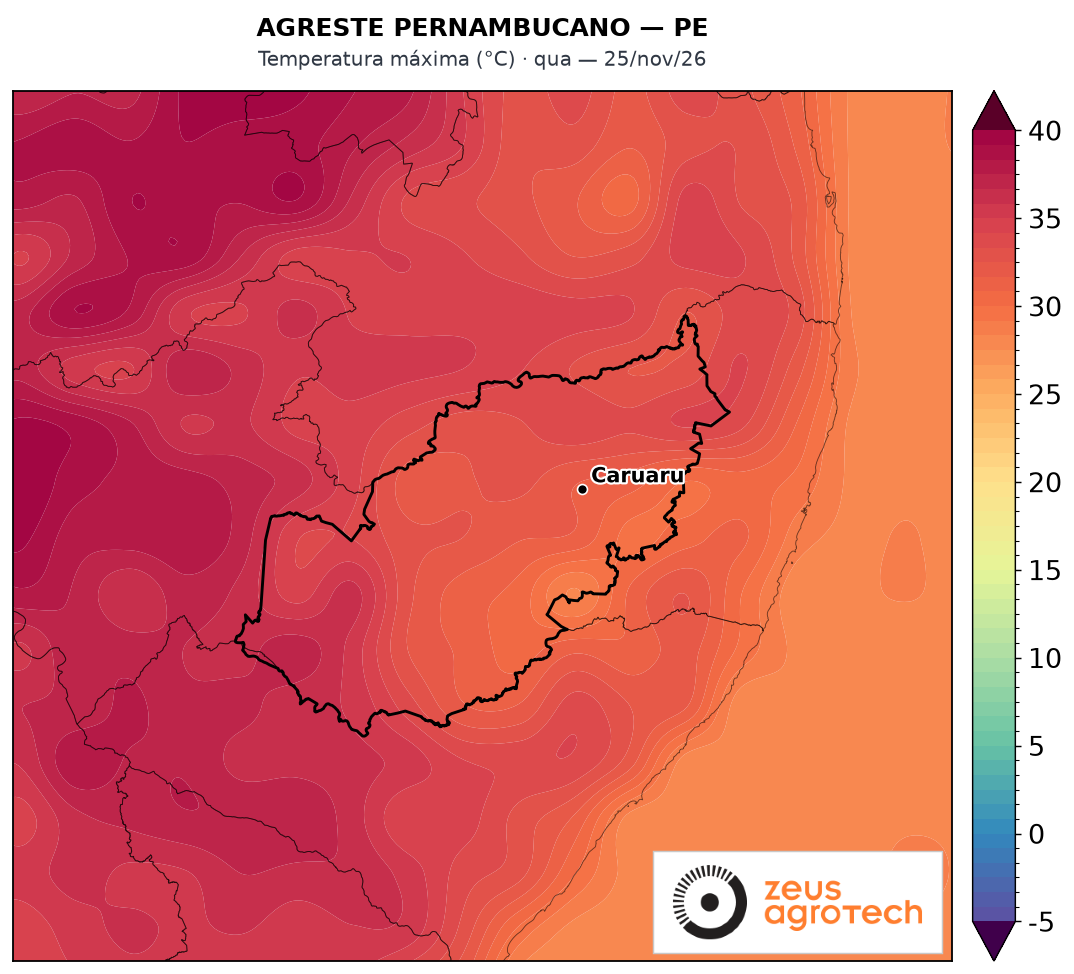 AGRESTE PERNAMBUCANO — PE
Temperatura máxima (°C) · qua — 25/nov/26
Caruaru
40
35
30
25
20
15
10
5
0
-5
zeus
agrotech